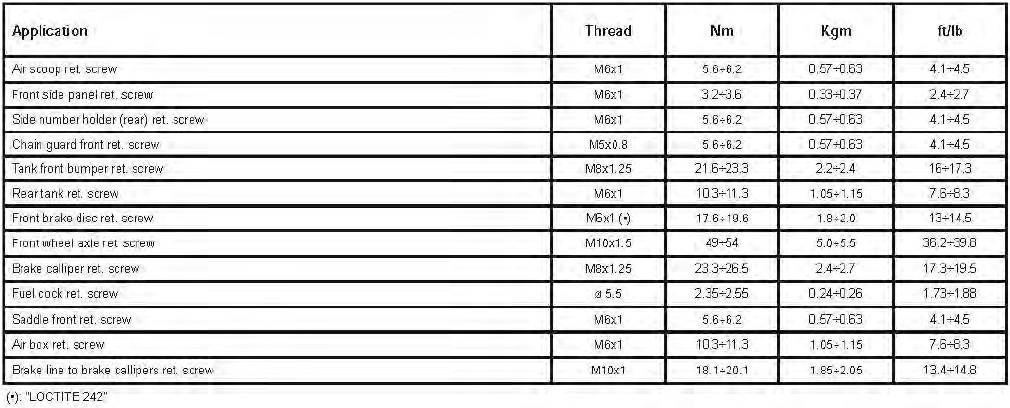 Application Thread Nm Kgm ft/lb
Air scoop ret. screw M6x1 5.6÷6.2 0.57÷0.63 4.1÷4.5
Front side panel ret. screw M6x1 3.2÷3.6 0.33÷0.37 2.4÷2.7
Side number holder (rear) ret. screw M6x1 5.6÷6.2 0.57÷0.63 4.1÷4.5
Chain guard front ret. screw M5x0.8 5.6÷6.2 0.57÷0.63 4.1÷4.5
Tank front bumper ret. screw M8x1.25 21.6÷23.3 2.2÷2.4 16÷17.3
Rear tank ret. screw M6x1 10.3÷11.3 1.05÷1.15 7.6÷8.3
Front brake disc ret. screw M6x1 (•) 17.6÷19.6 1.8÷2.0 13÷14.5
Front wheel axle ret. screw M10x1.5 49÷54 5.0÷5.5 36.2÷39.8
Brake calliper ret. screw M8x1.25 23.3÷26.5 2.4÷2.7 17.3÷19.5
Fuel cock ret. screw ø 5.5 2.35÷2.55 0.24÷0.26 1.73÷1.88
Saddle front ret. screw M6x1 5.6÷6.2 0.57÷0.63 4.1÷4.5
Air box ret. screw M6x1 10.3÷11.3 1.05÷1.15 7.6÷8.3
Brake line to brake callipers ret. screw M10x1 18.1÷20.1 1.85÷2.05 13.4÷14.8
(•): "LOCTITE 242"